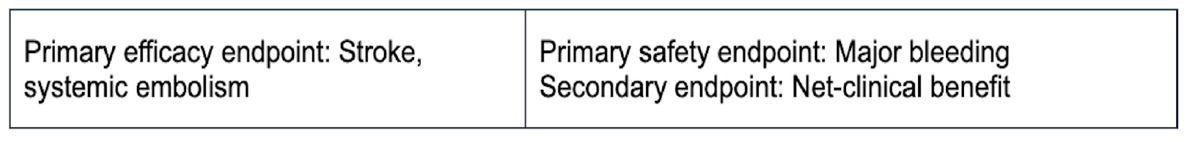 Primary efficacy endpoint: Stroke,
systemic embolism
Primary safety endpoint: Major bleeding
Secondary endpoint: Net-clinical benefit